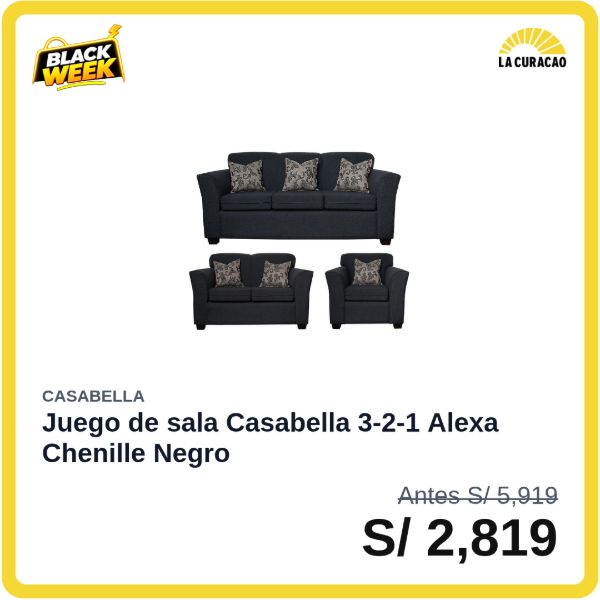 BLACK
WEEK
LA CURACAO
CASABELLA
Juego de sala Casabella 3-2-1 Alexa
Chenille Negro
Antes S/ 5,919
S/ 2,819